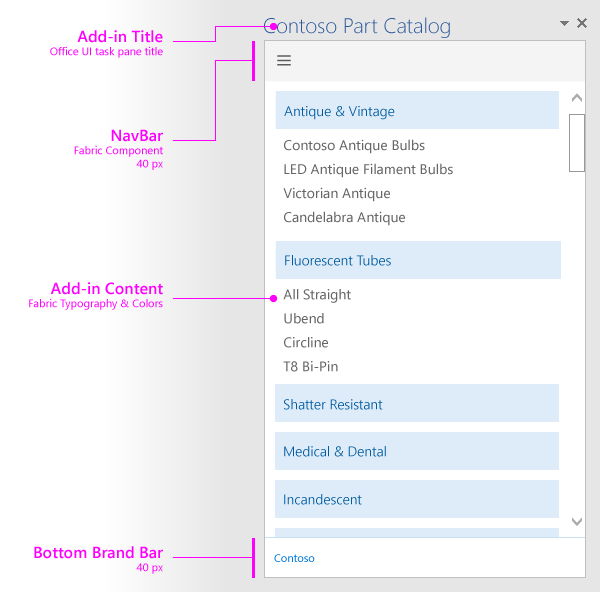 Contoso Part Catalog
Add-in Title
Office UI task pane title
NavBar
Fabric Component
40 px
Antique & Vintage
Contoso Antique Bulbs
LED Antique Filament Bulbs
Victorian Antique
Candelabra Antique
Fluorescent Tubes
Add-in Content
Fabric Typography & Colors
All Straight
Ubend
Circline
T8 Bi-Pin
Shatter Resistant
Medical & Dental
Incandescent
Bottom Brand Bar
40 px
Contoso